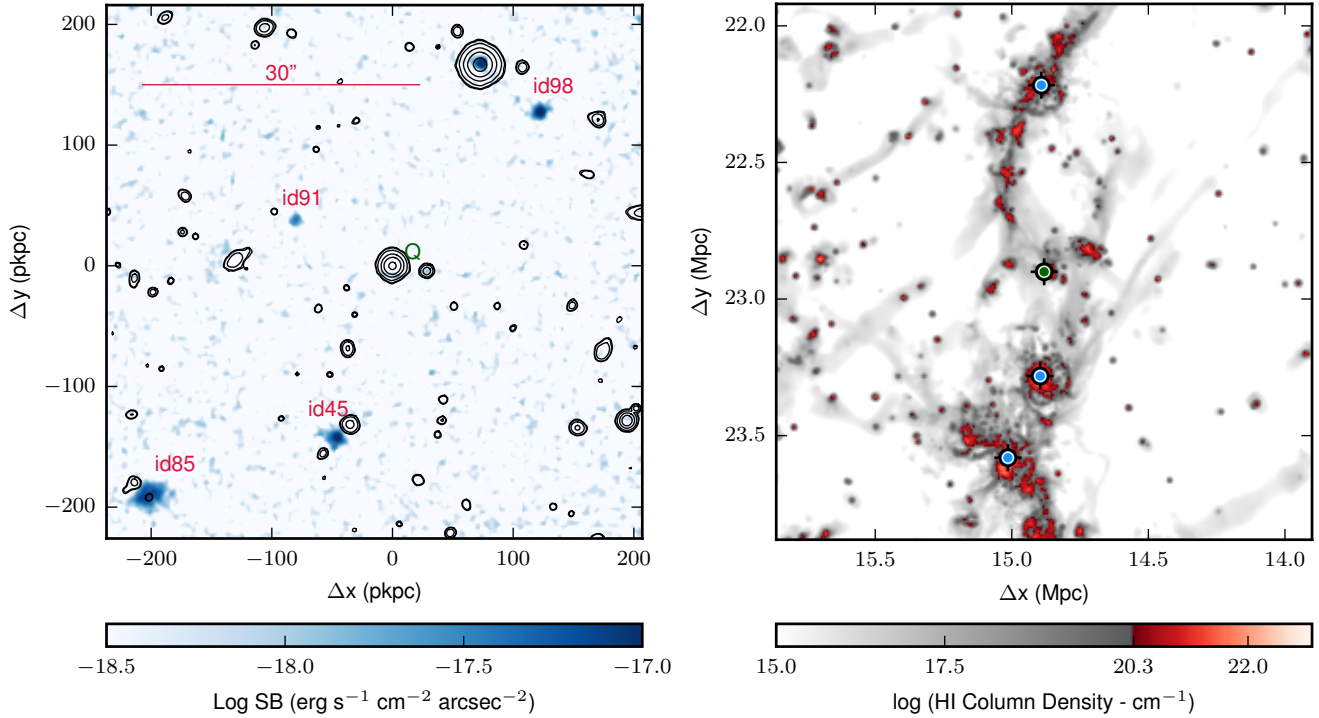 200
100
0
−100
−200
Δy (pkpc)
30”
id98
id91
Q
id45
id85
−200
−100
0
100
200
Δx (pkpc)
−18.5
−18.0
−17.5
−17.0
Log SB (erg s⁻¹ cm⁻² arcsec⁻²)
22.0
22.5
23.0
23.5
Δy (Mpc)
15.5
15.0
14.5
14.0
Δx (Mpc)
15.0
17.5
20.3
22.0
log (HI Column Density - cm⁻¹)